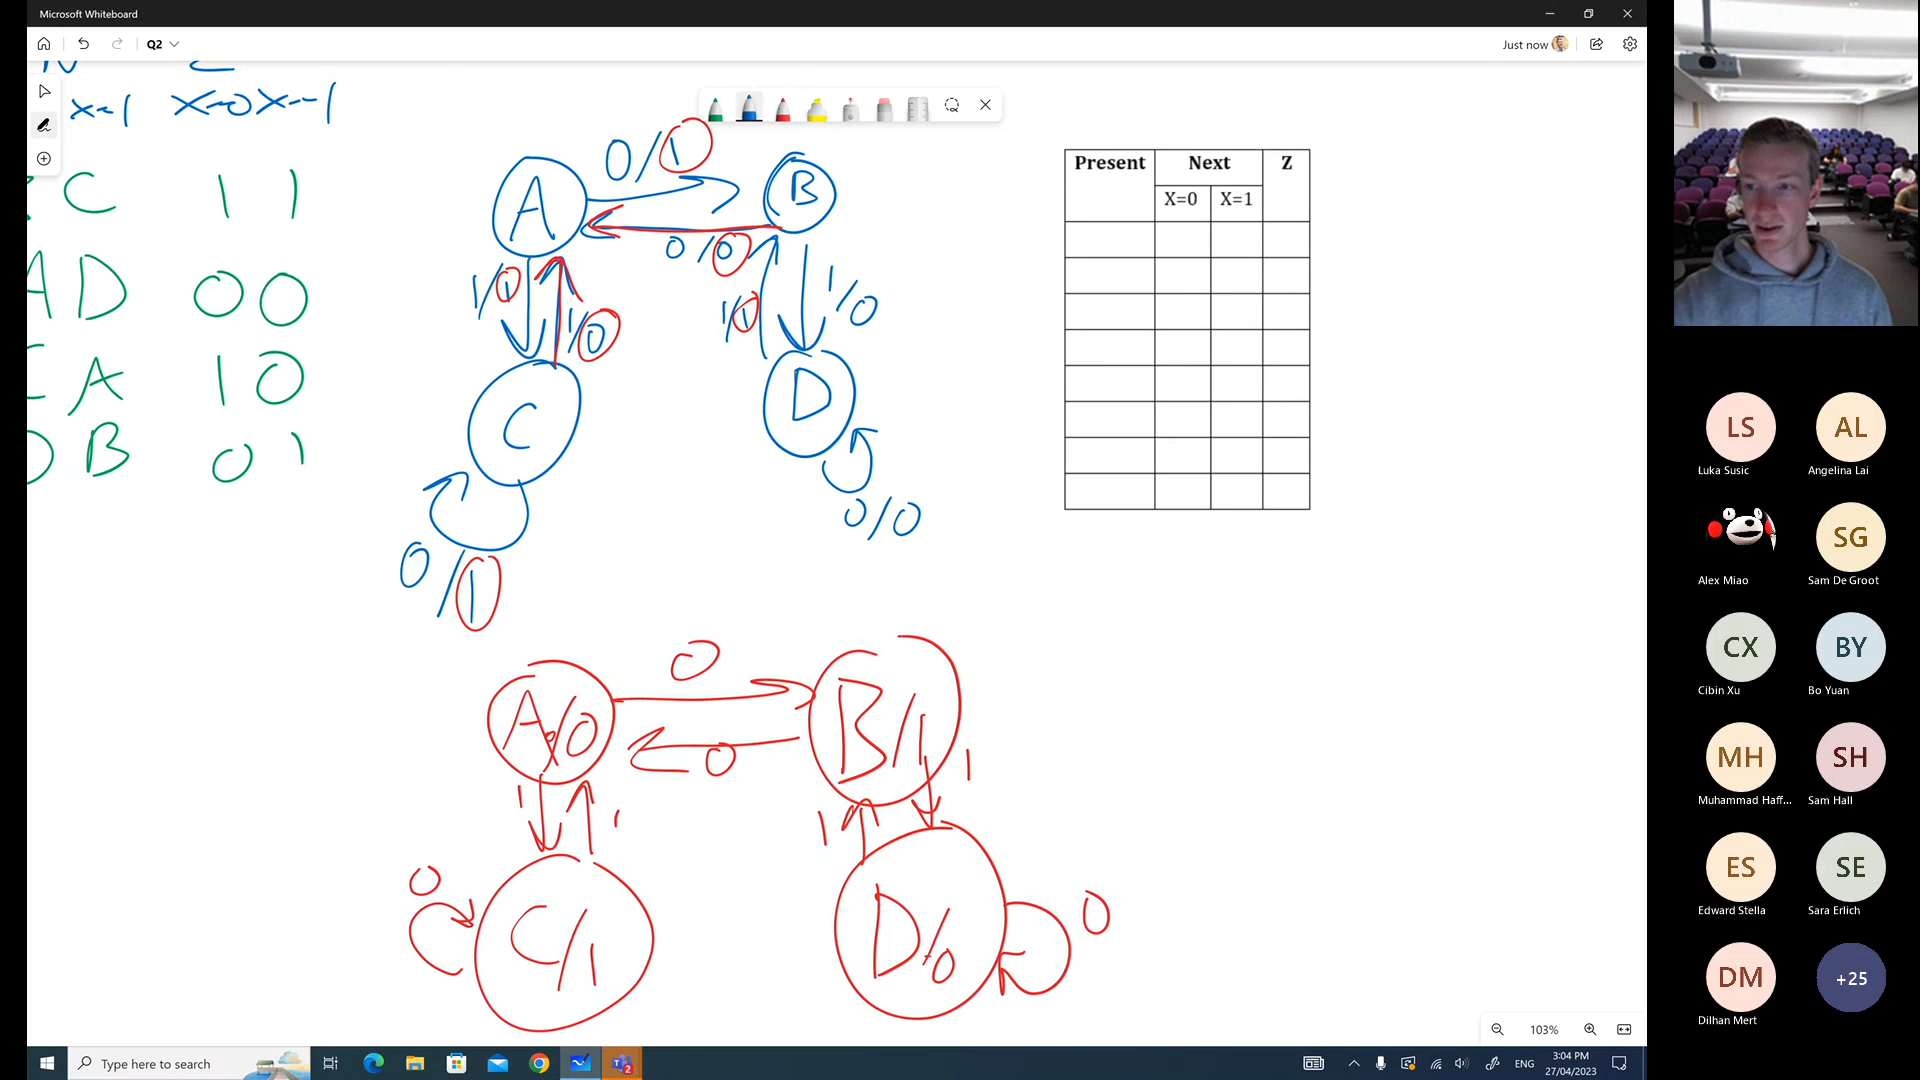 Microsoft Whiteboard
Q2
Just now
x=1 x=0 x=1
C 1 1
A D 0 0
A 1 0
B 0 1
A
B
C
D
0/1
0/0
1/0
1/0
1/1
1/0
0/0
0/1
Present Next Z
X=0 X=1
A/0
B/1
C/1
D/0
0
0
1
1
1
1
0
0
LS
Luka Susic
AL
Angelina Lai
Alex Miao
SG
Sam De Groot
CX
Cibin Xu
BY
Bo Yuan
MH
Muhammad Haff...
SH
Sam Hall
ES
Edward Stella
SE
Sara Erlich
DM
Dilhan Mert
+25
103%
Type here to search
2
ENG
3:04 PM
27/04/2023